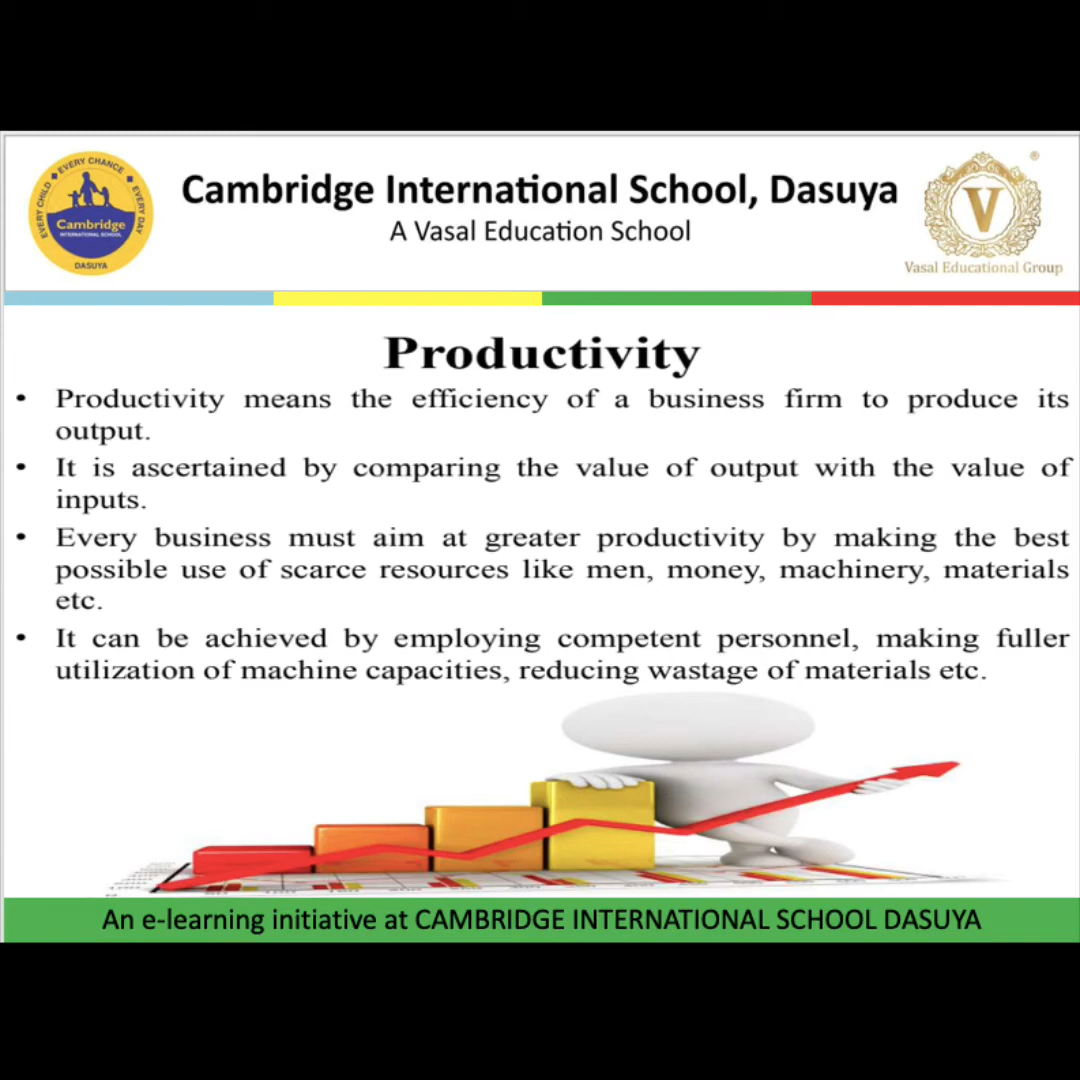 EVERY CHILD ◆ EVERY CHANCE ◆ EVERY DAY
Cambridge
INTERNATIONAL SCHOOL
DASUYA
Cambridge International School, Dasuya
A Vasal Education School
®
V
Vasal Educational Group
Productivity
• Productivity means the efficiency of a business firm to produce its
output.
• It is ascertained by comparing the value of output with the value of
inputs.
• Every business must aim at greater productivity by making the best
possible use of scarce resources like men, money, machinery, materials
etc.
• It can be achieved by employing competent personnel, making fuller
utilization of machine capacities, reducing wastage of materials etc.
An e-learning initiative at CAMBRIDGE INTERNATIONAL SCHOOL DASUYA